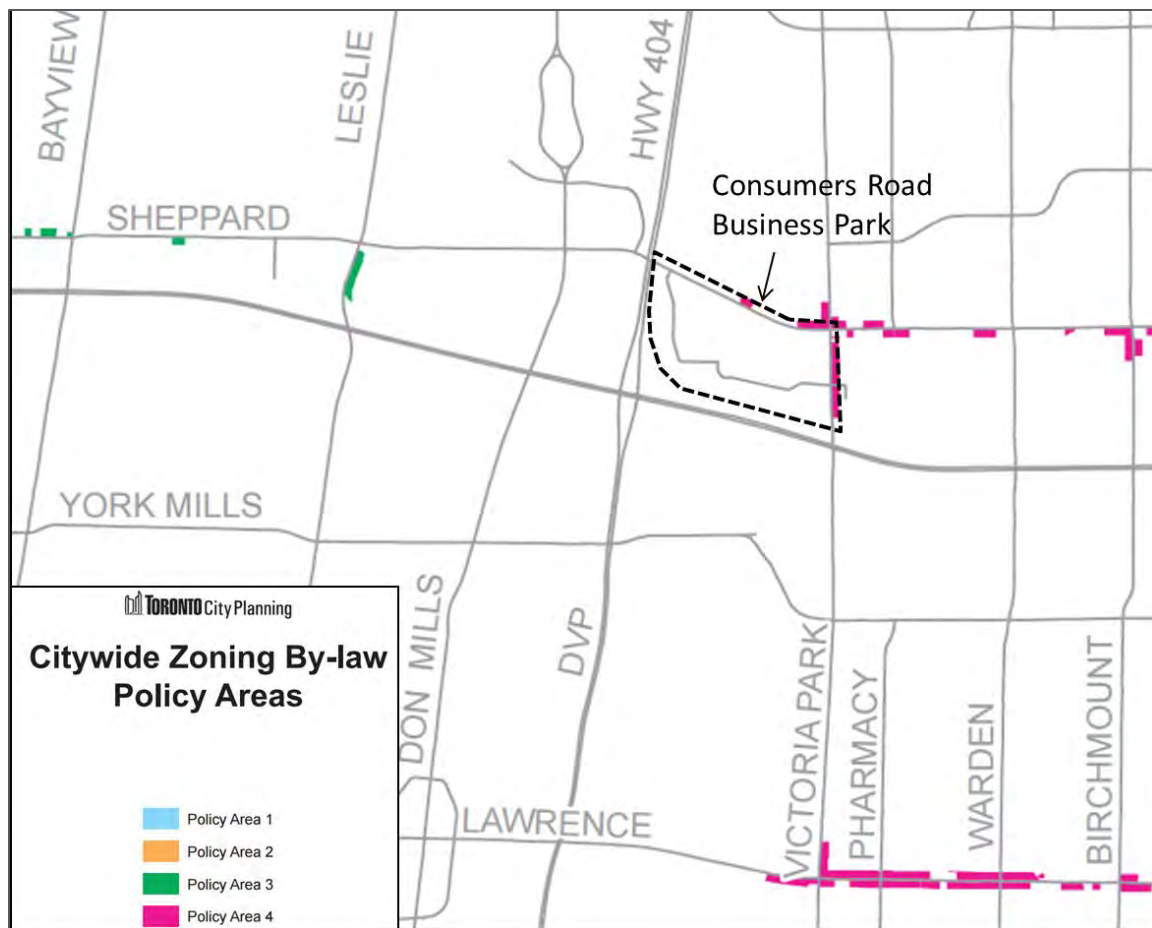 BAYVIEW
LESLIE
HWY 404
Consumers Road
Business Park
SHEPPARD
YORK MILLS
DON MILLS
DVP
VICTORIA PARK
PHARMACY
WARDEN
BIRCHMOUNT
LAWRENCE
TORONTO City Planning
Citywide Zoning By-law
Policy Areas
Policy Area 1
Policy Area 2
Policy Area 3
Policy Area 4